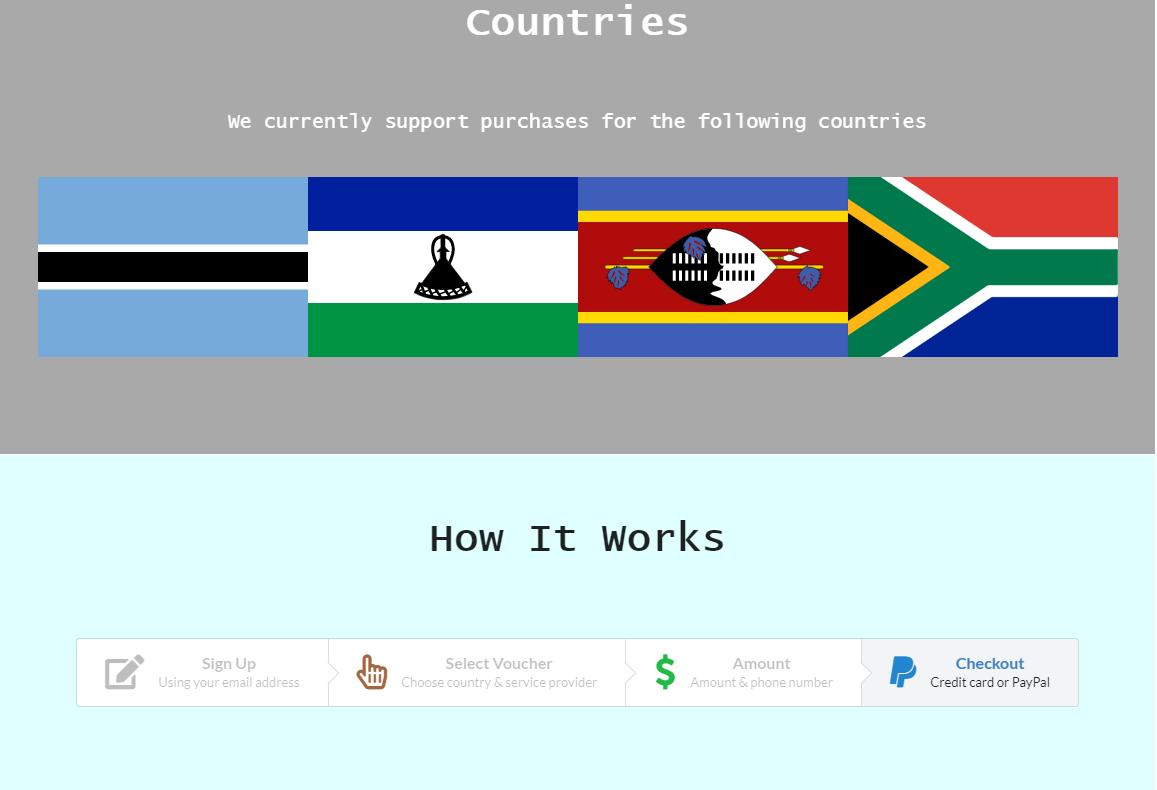 Countries
We currently support purchases for the following countries
How It Works
Sign Up
Using your email address
Select Voucher
Choose country & service provider
Amount
Amount & phone number
Checkout
Credit card or PayPal